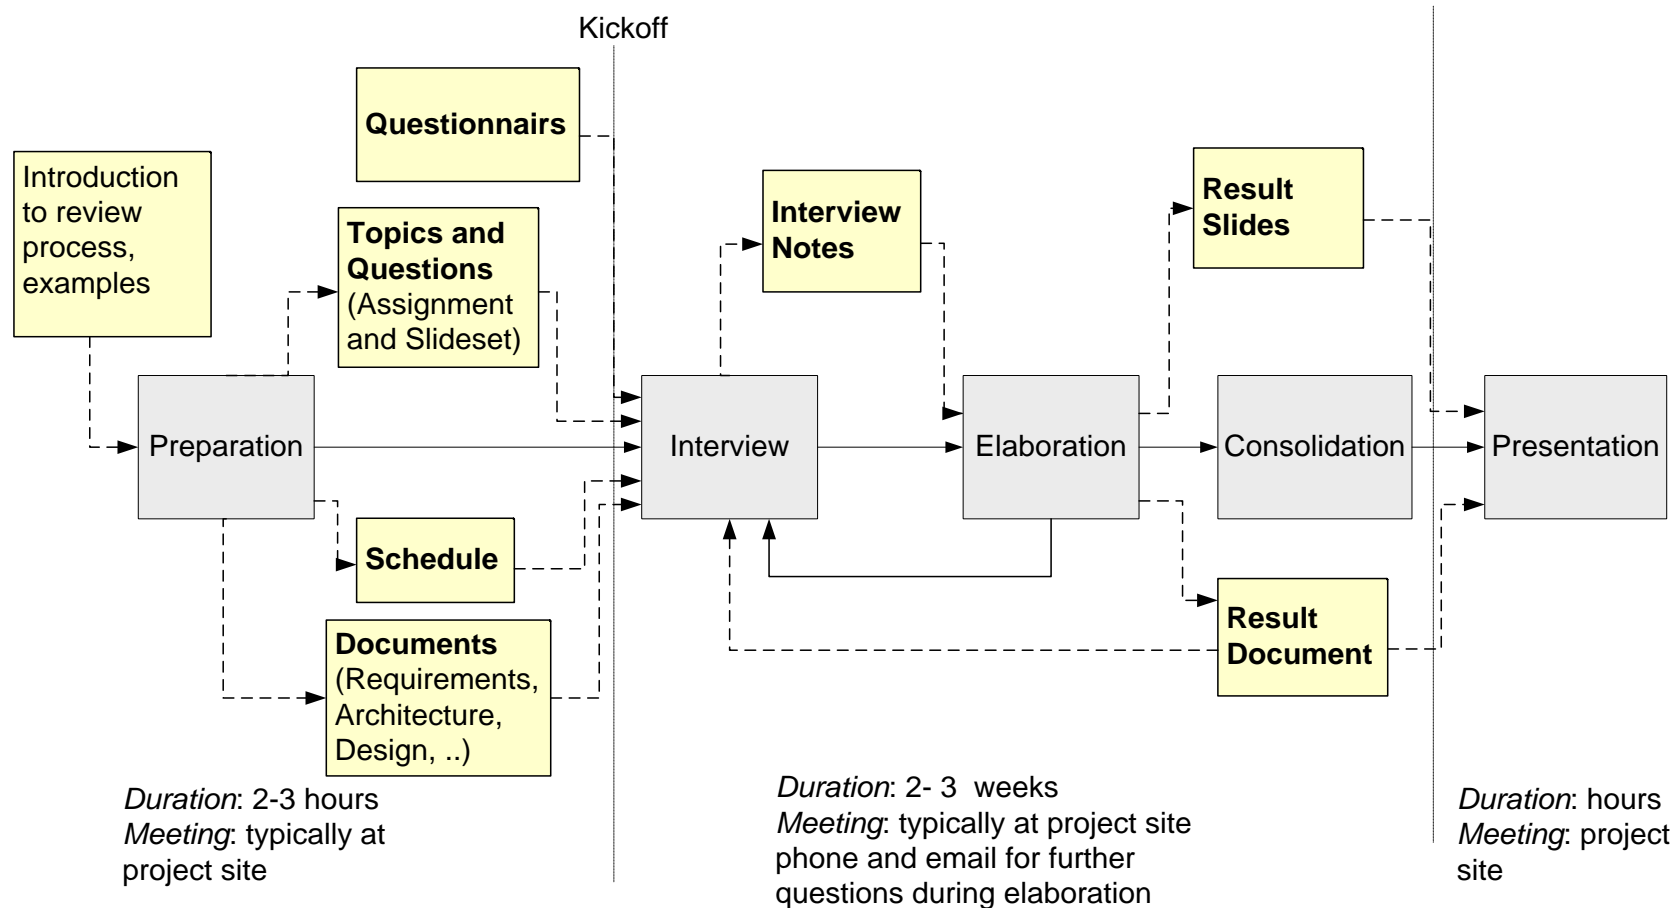 Kickoff
Questionnairs
Introduction
to review
process,
examples
Topics and
Questions
(Assignment
and Slideset)
Interview
Notes
Result
Slides
Preparation
Interview
Elaboration
Consolidation
Presentation
Schedule
Documents
(Requirements,
Architecture,
Design, ..)
Result
Document
Duration: 2-3 hours
Meeting: typically at
project site
Duration: 2- 3  weeks
Meeting: typically at project site
phone and email for further
questions during elaboration
Duration: hours
Meeting: project
site